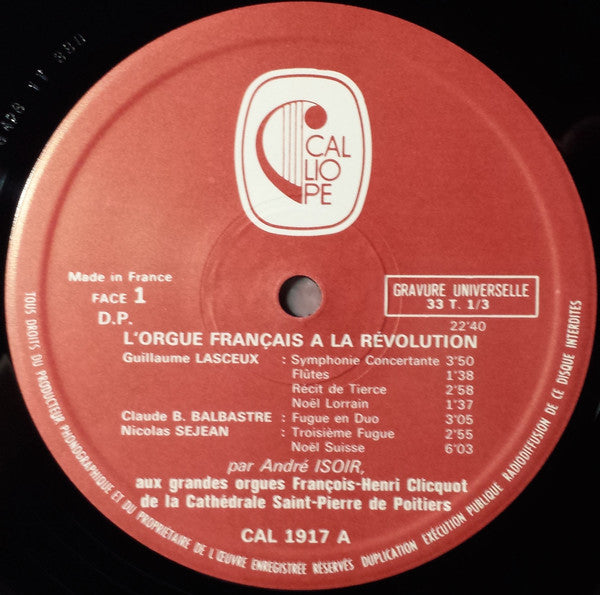 CAL
LIO
PE
Made in France
FACE 1
D.P.
GRAVURE UNIVERSELLE
33 T. 1/3
22'40
L'ORGUE FRANÇAIS A LA RÉVOLUTION
Guillaume LASCEUX : Symphonie Concertante 3'50
Flûtes 1'38
Récit de Tierce 2'58
Noël Lorrain 1'37
Claude B. BALBASTRE : Fugue en Duo 3'05
Nicolas SEJEAN : Troisième Fugue 2'55
Noël Suisse 6'03
par André ISOIR,
aux grandes orgues François-Henri Clicquot
de la Cathédrale Saint-Pierre de Poitiers
CAL 1917 A
TOUS DROITS DU PRODUCTEUR PHONOGRAPHIQUE ET DU PROPRIÉTAIRE DE L'ŒUVRE ENREGISTRÉE RÉSERVÉS DUPLICATION EXÉCUTION PUBLIQUE RADIODIFFUSION DE CE DISQUE INTERDITES